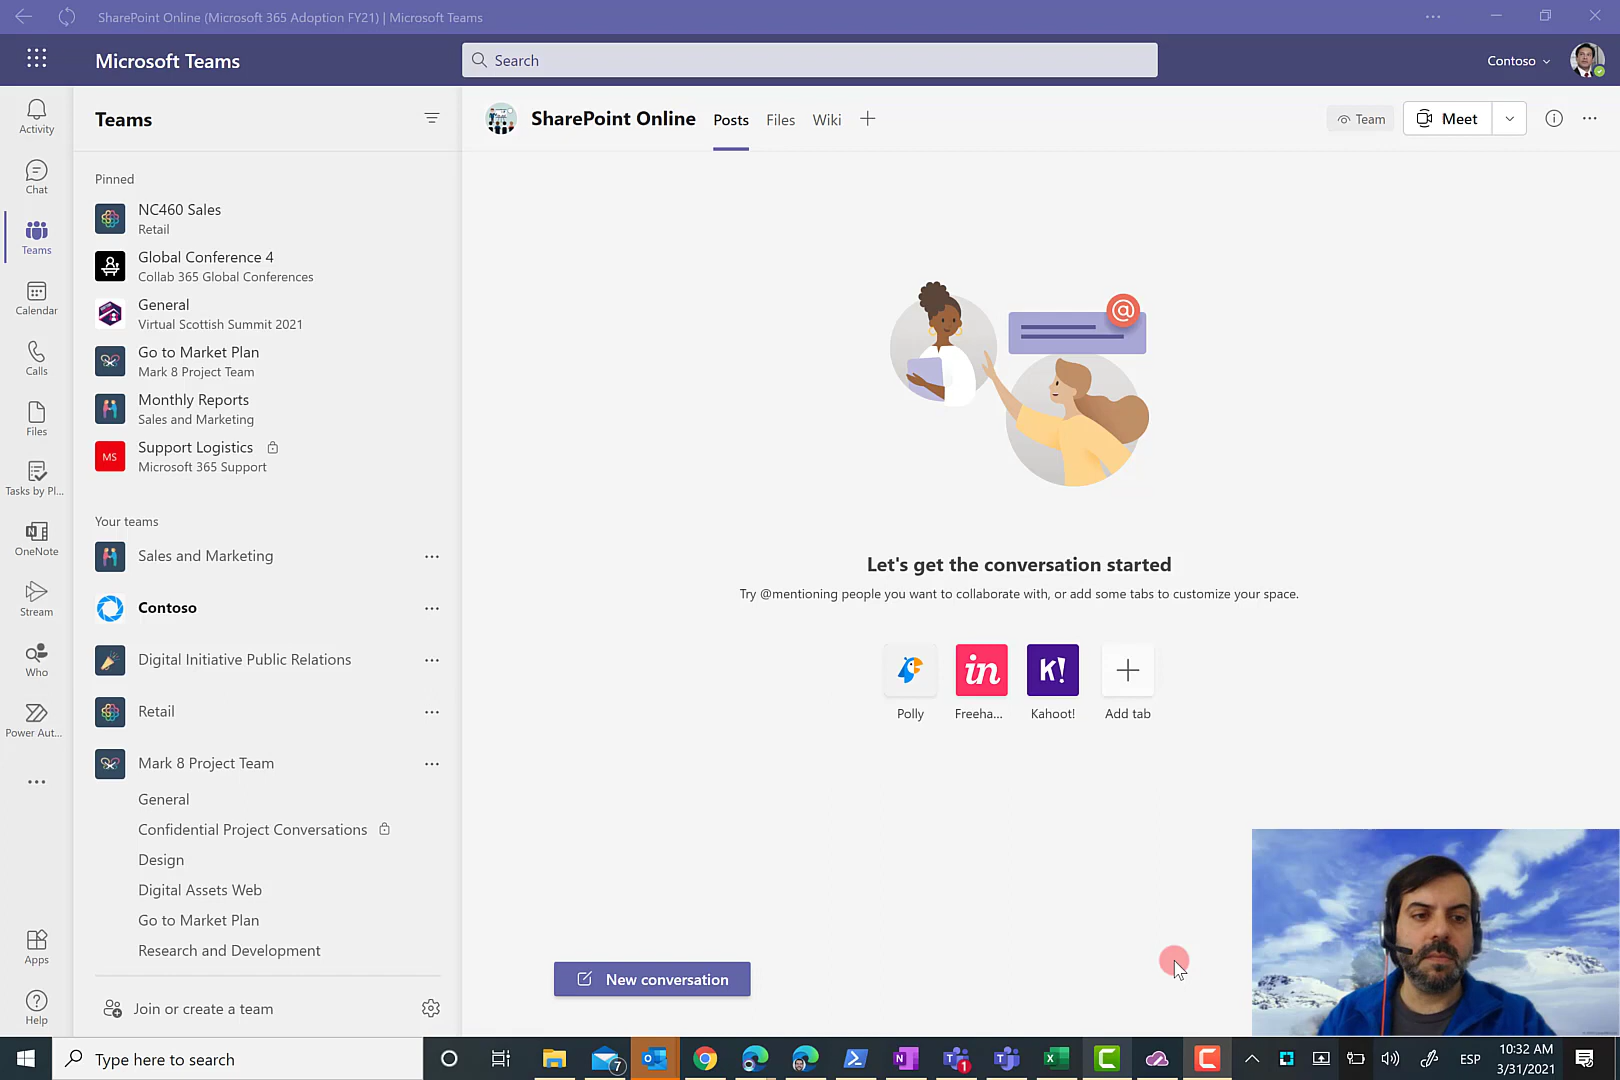 SharePoint Online (Microsoft 365 Adoption FY21) | Microsoft Teams
Microsoft Teams
Search
Contoso
Activity
Chat
Teams
Calendar
Calls
Files
Tasks by Pl...
OneNote
Stream
Who
Power Aut...
Apps
Help
Teams
Pinned
NC460 Sales
Retail
Global Conference 4
Collab 365 Global Conferences
General
Virtual Scottish Summit 2021
Go to Market Plan
Mark 8 Project Team
Monthly Reports
Sales and Marketing
MS
Support Logistics
Microsoft 365 Support
Your teams
Sales and Marketing
Contoso
Digital Initiative Public Relations
Retail
Mark 8 Project Team
General
Confidential Project Conversations
Design
Digital Assets Web
Go to Market Plan
Research and Development
Join or create a team
SharePoint Online Posts Files Wiki
Team
Meet
@
Let's get the conversation started
Try @mentioning people you want to collaborate with, or add some tabs to customize your space.
in
K!
Polly
Freeha...
Kahoot!
Add tab
New conversation
Type here to search
7
1
ESP
10:32 AM
3/31/2021